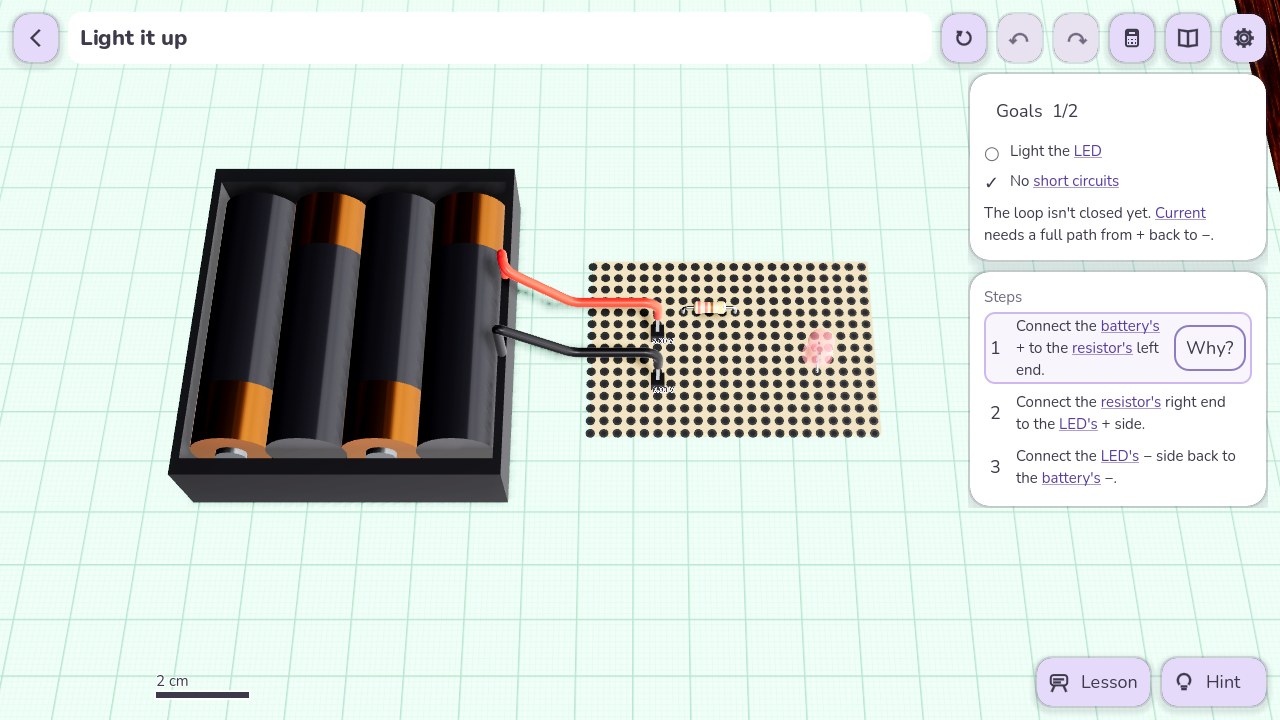 Light it up
Goals 1/2
Light the LED
No short circuits
The loop isn't closed yet. Current
needs a full path from + back to −.
Steps
1
Connect the battery's
+ to the resistor's left
end.
Why?
2
Connect the resistor's right end
to the LED's + side.
3
Connect the LED's − side back to
the battery's −.
2 cm
Lesson
Hint